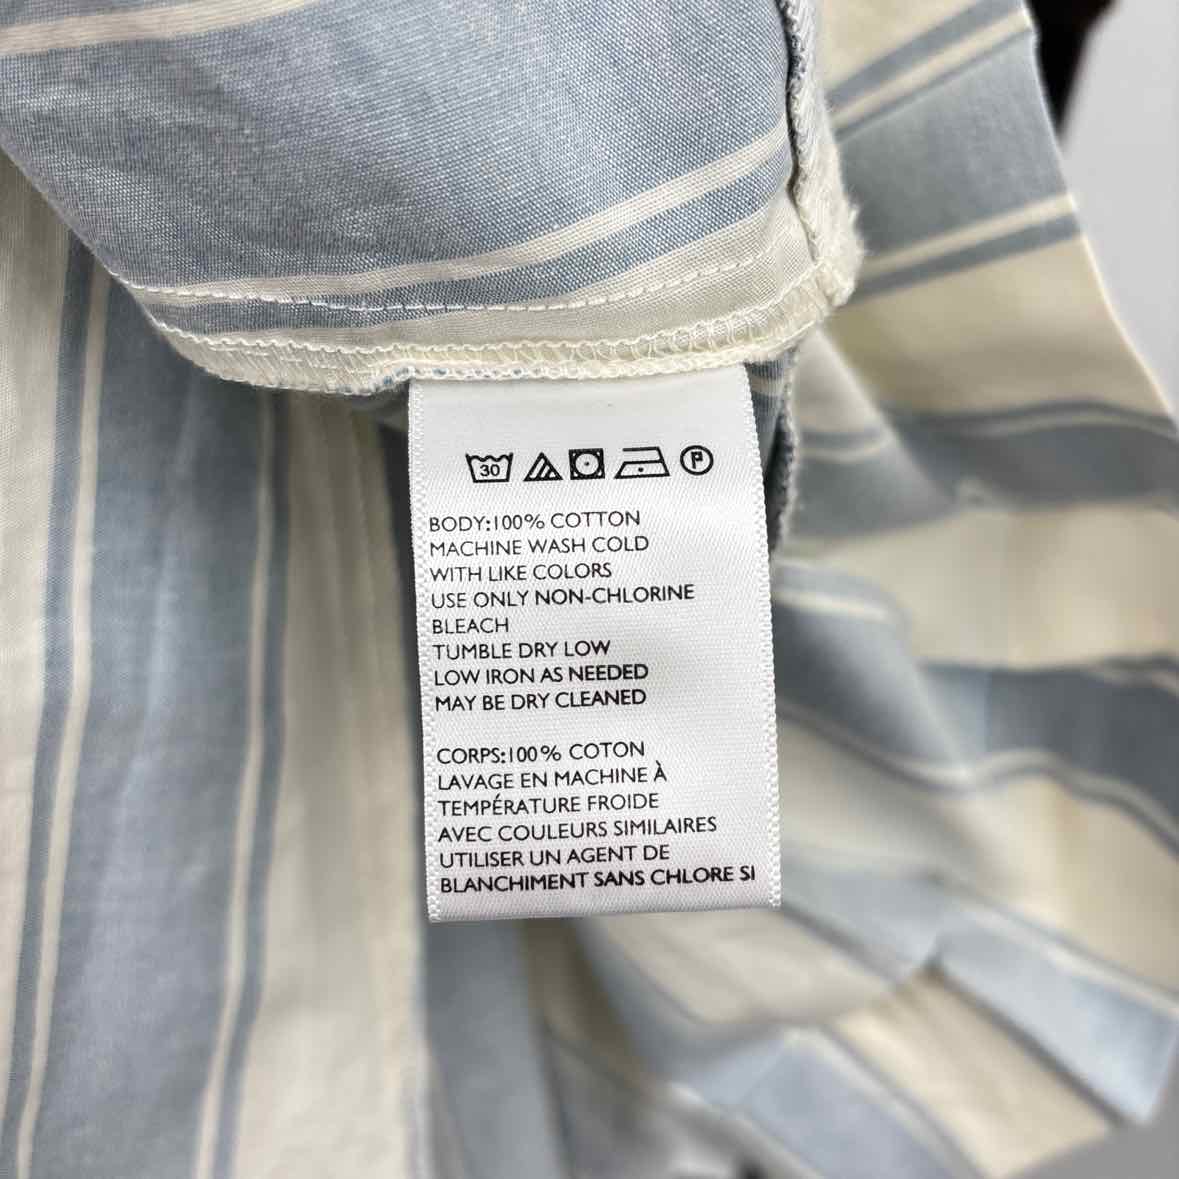 30 P
BODY:100% COTTON
MACHINE WASH COLD
WITH LIKE COLORS
USE ONLY NON-CHLORINE
BLEACH
TUMBLE DRY LOW
LOW IRON AS NEEDED
MAY BE DRY CLEANED
CORPS:100% COTON
LAVAGE EN MACHINE À
TEMPÉRATURE FROIDE
AVEC COULEURS SIMILAIRES
UTILISER UN AGENT DE
BLANCHIMENT SANS CHLORE SI